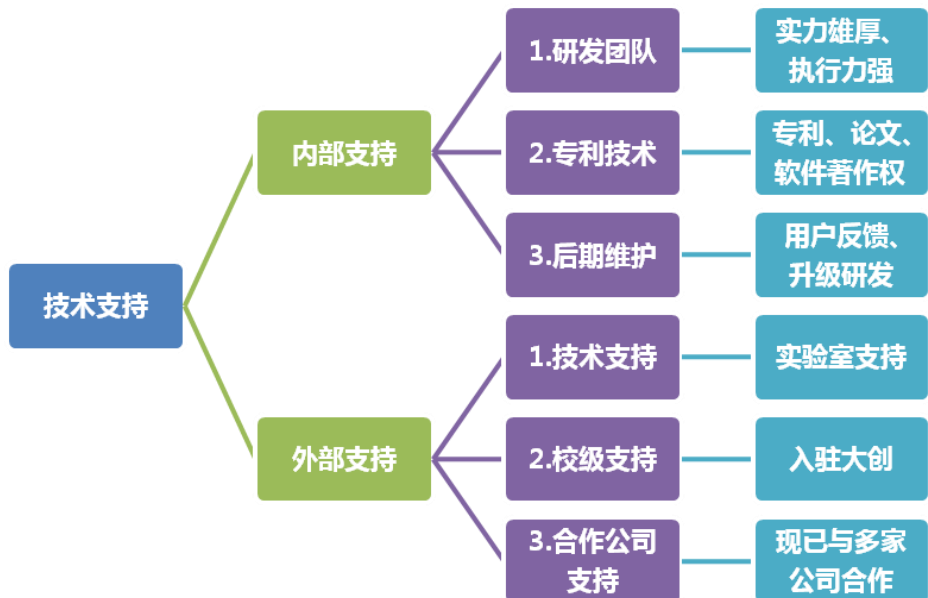 技术支持
内部支持
1.研发团队
实力雄厚、
执行力强
2.专利技术
专利、论文、
软件著作权
3.后期维护
用户反馈、
升级研发
外部支持
1.技术支持
实验室支持
2.校级支持
入驻大创
3.合作公司
支持
现已与多家
公司合作